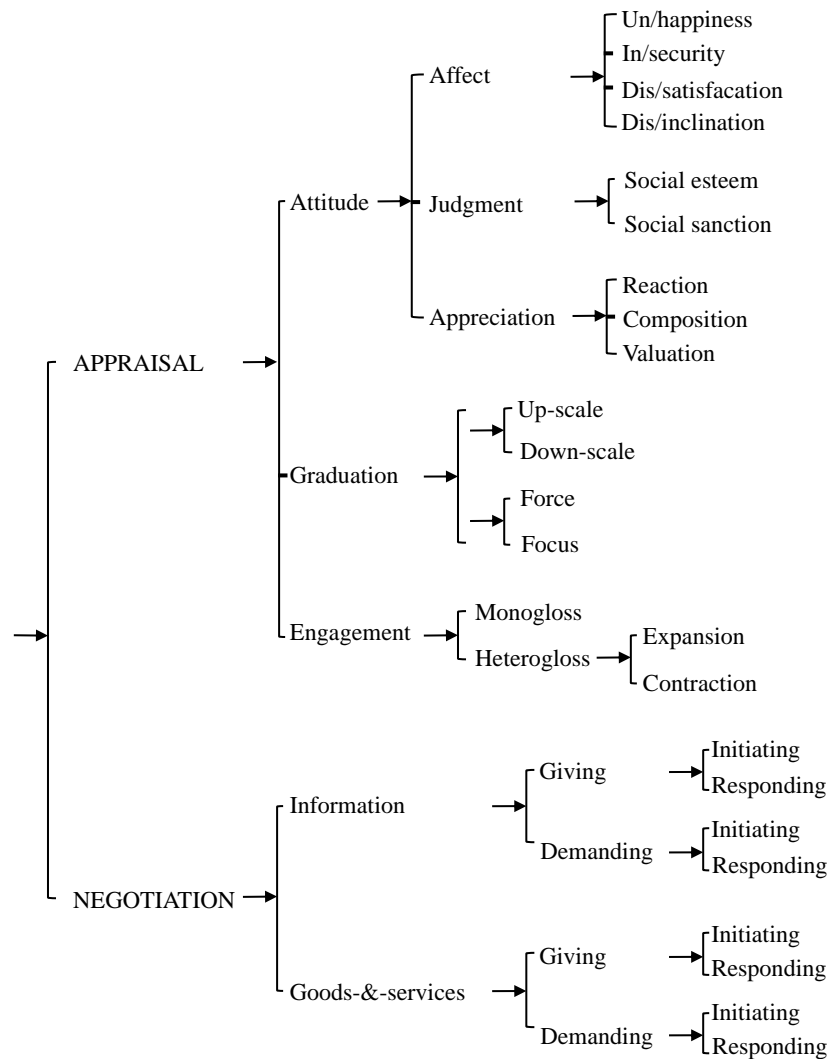 Un/happiness
In/security
Affect
Dis/satisfacation
Dis/inclination
Social esteem
Attitude
Judgment
Social sanction
Reaction
Appreciation
Composition
Valuation
APPRAISAL
Up-scale
Down-scale
Graduation
Force
Focus
Monogloss
Engagement
Expansion
Heterogloss
Contraction
Initiating
Giving
Responding
Information
Initiating
Demanding
Responding
NEGOTIATION
Initiating
Giving
Responding
Goods-&-services
Initiating
Demanding
Responding